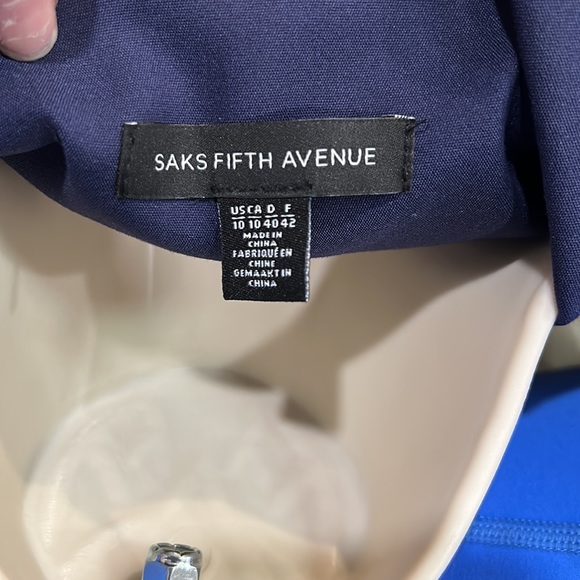 SAKS FIFTH AVENUE
US CA D F
10 10 40 42
MADE IN
CHINA
FABRIQUÉ EN
CHINE
GEMAAKT IN
CHINA